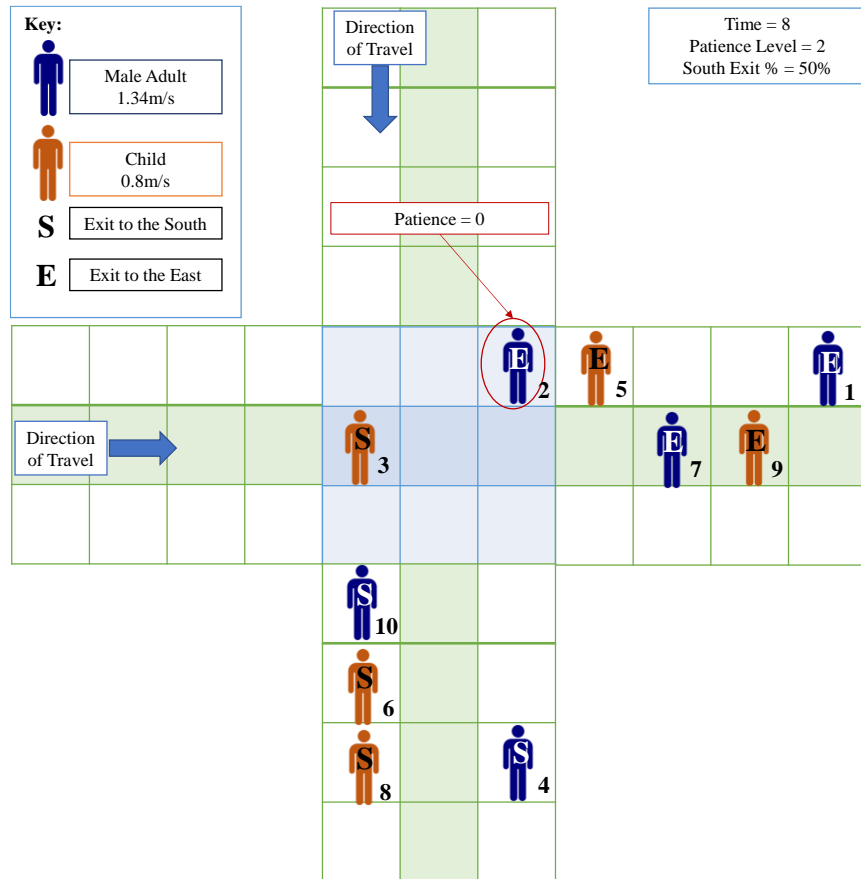 Key:
Male Adult
1.34m/s
Child
0.8m/s
S
Exit to the South
E
Exit to the East
Direction
of Travel
Time = 8
Patience Level = 2
South Exit % = 50%
Patience = 0
E
2
E
5
E
1
Direction
of Travel
S
3
E
7
E
9
S
10
S
6
S
8
S
4